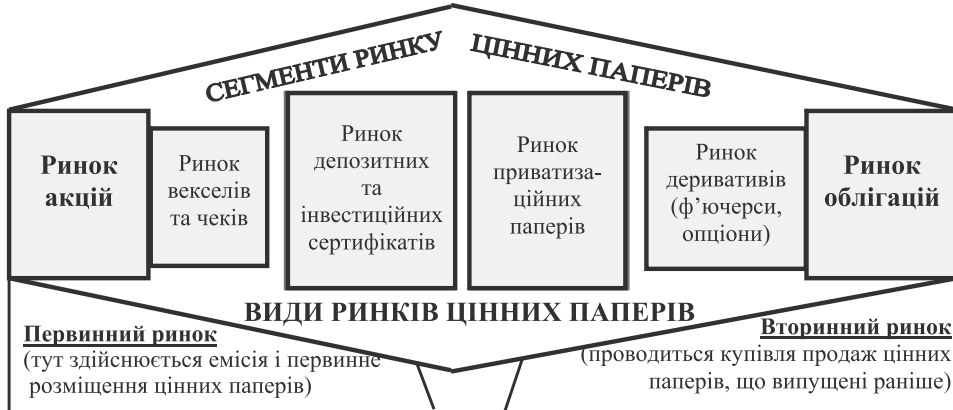 СЕГМЕНТИ РИНКУ ЦІННИХ ПАПЕРІВ
Ринок
акцій
Ринок
векселів
та чеків
Ринок
депозитних
та
інвестиційних
сертифікатів
Ринок
приватиза-
ційних
паперів
Ринок
деривативів
(ф’ючерси,
опціони)
Ринок
облігацій
ВИДИ РИНКІВ ЦІННИХ ПАПЕРІВ
Первинний ринок
(тут здійснюється емісія і первинне
розміщення цінних паперів)
Вторинний ринок
(проводиться купівля продаж цінних
паперів, що випущені раніше)